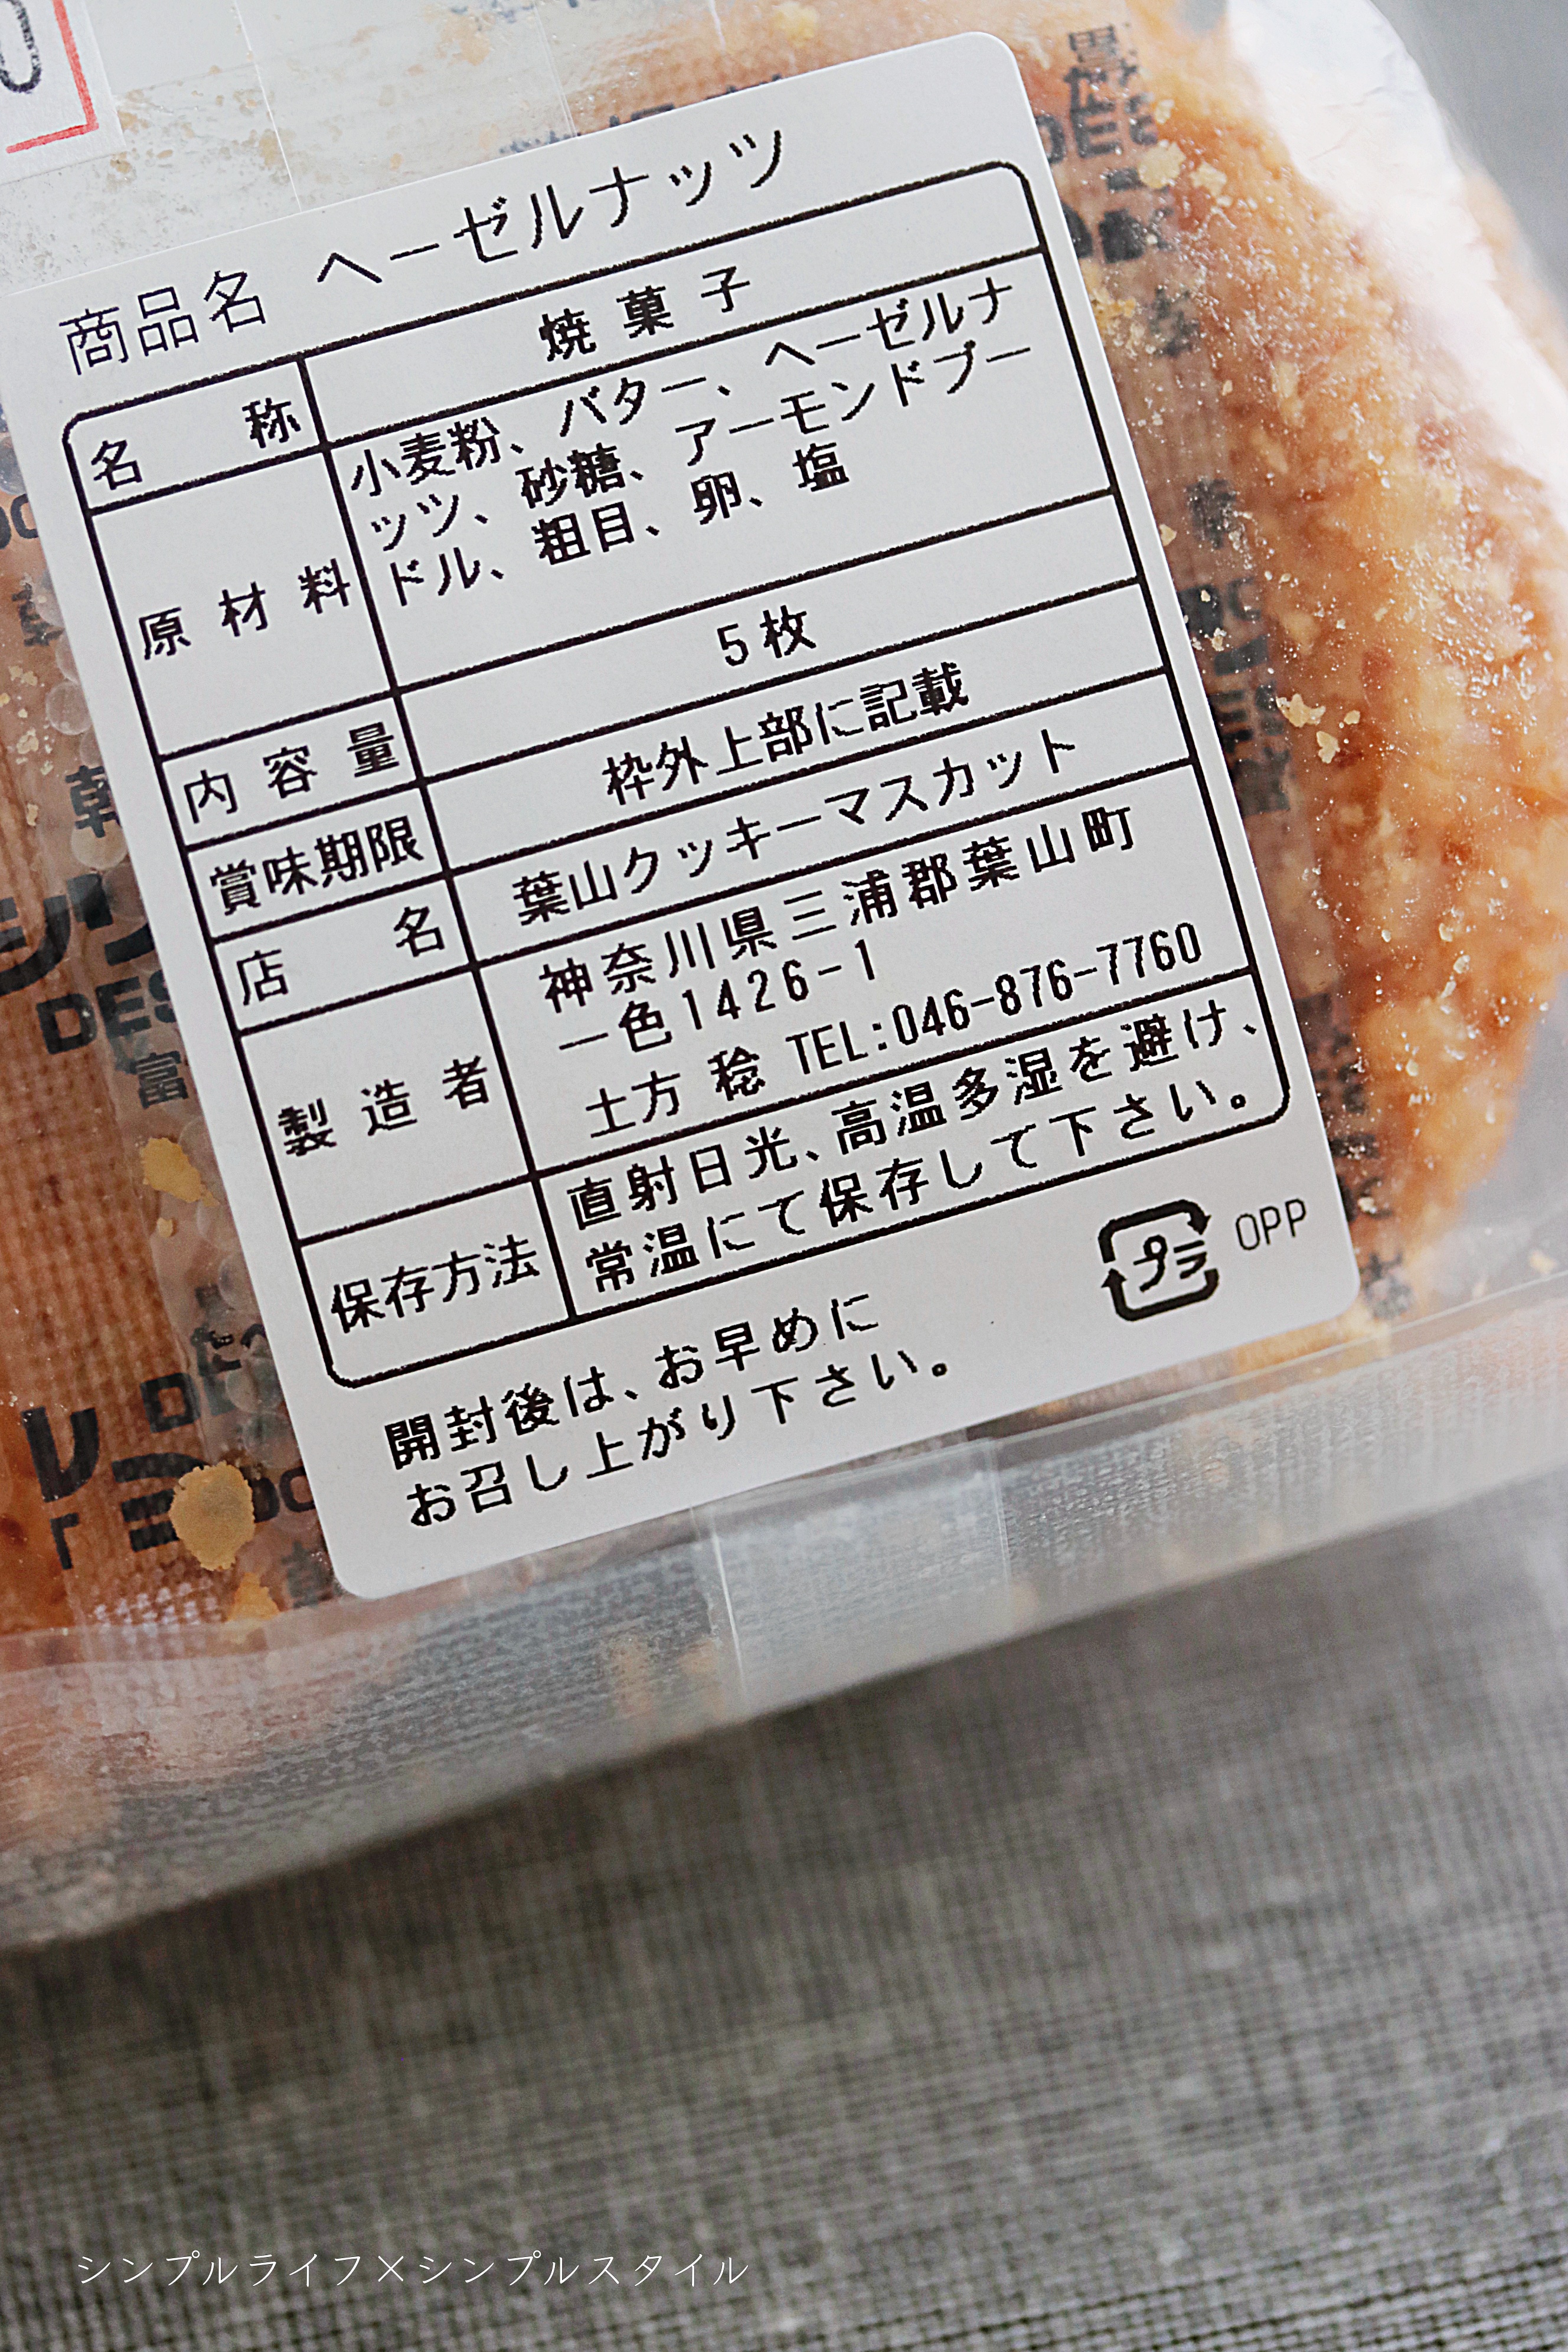 商品名 ヘーゼルナッツ
名称 焼菓子
原材料 小麦粉、バター、ヘーゼルナ
ッツ、砂糖、アーモンドプー
ドル、粗目、卵、塩
内容量 5枚
賞味期限 枠外上部に記載
店名 葉山クッキーマスカット
製造者 神奈川県三浦郡葉山町
一色1426-1
土方 稔 TEL:046-876-7760
保存方法 直射日光、高温多湿を避け、
常温にて保存して下さい。
プラ OPP
開封後は、お早めに
お召し上がり下さい。
シンプルライフ×シンプルスタイル